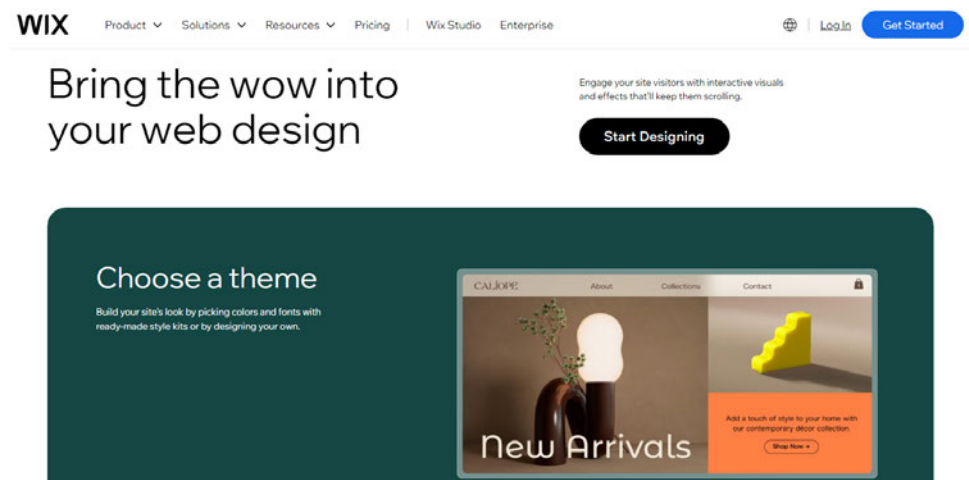 WIX Product Solutions Resources Pricing Wix Studio Enterprise Log In Get Started
Bring the wow into
your web design
Engage your site visitors with interactive visuals
and effects that'll keep them scrolling.
Start Designing
Choose a theme
Build your site's look by picking colors and fonts with
ready-made style kits or by designing your own.
CALIOPE About Collections Contact
New Arrivals
Add a touch of style to your home with
our contemporary décor collection.
Shop Now →